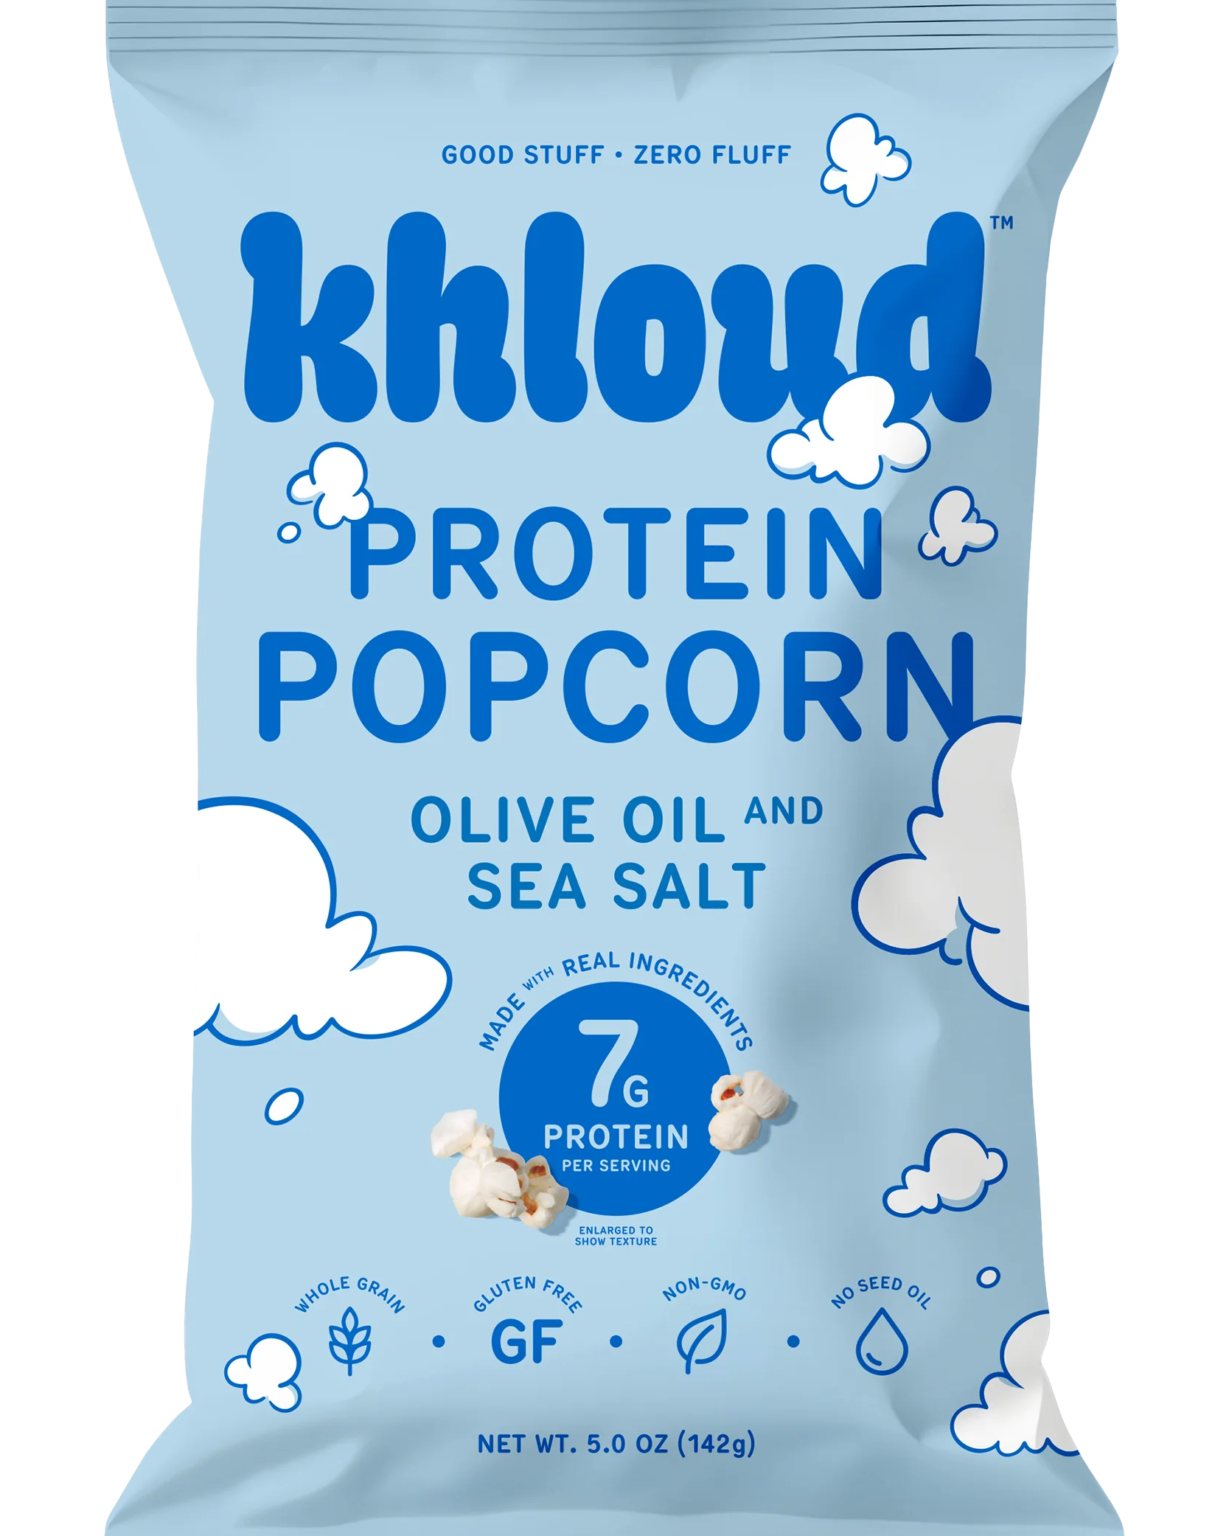 GOOD STUFF • ZERO FLUFF
khloud™
PROTEIN
POPCORN
OLIVE OIL AND
SEA SALT
MADE WITH REAL INGREDIENTS
7G
PROTEIN
PER SERVING
ENLARGED TO
SHOW TEXTURE
WHOLE GRAIN
GLUTEN FREE
GF
NON-GMO
NO SEED OIL
NET WT. 5.0 OZ (142g)